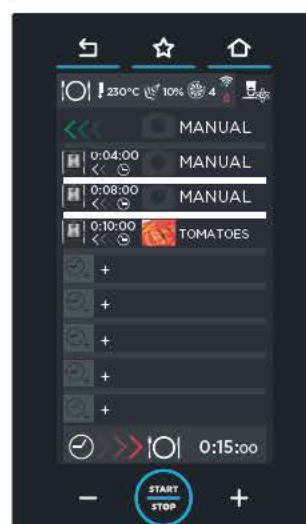 230°C 10% 4
MANUAL
0:04:00 MANUAL
0:08:00 MANUAL
0:10:00 TOMATOES
+
+
+
+
+
0:15:00
- START +
STOP